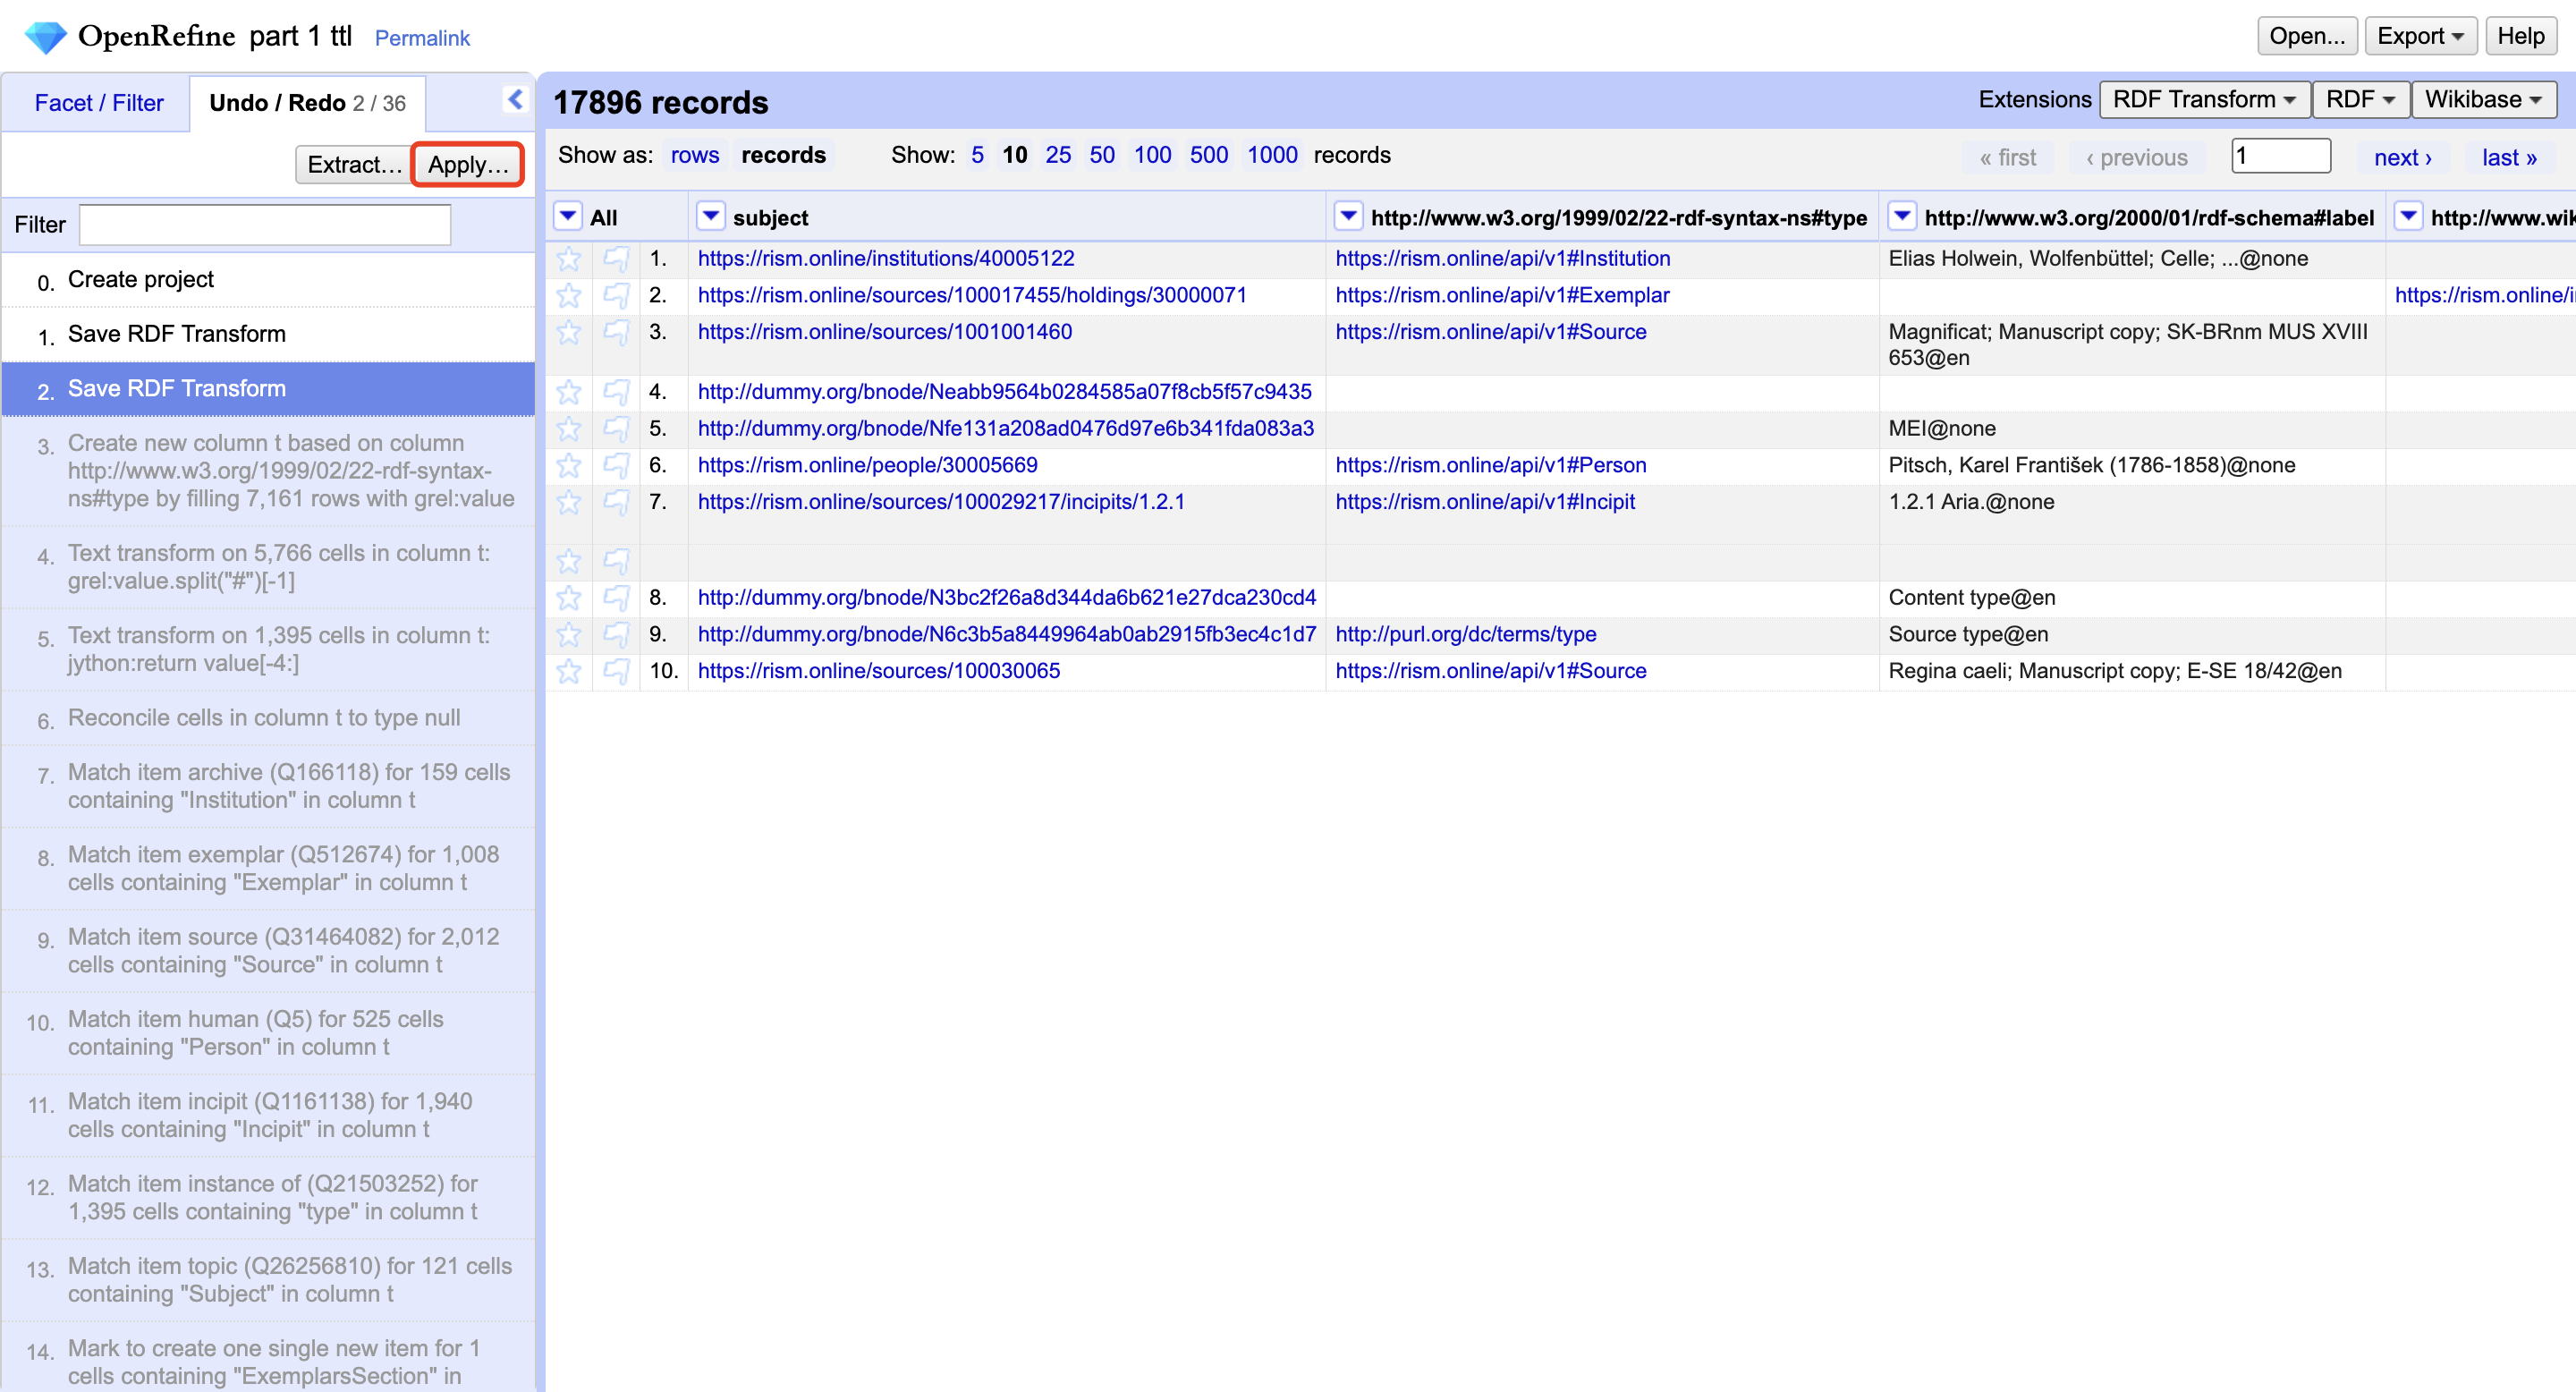 OpenRefine part 1 ttl Permalink
Open... Export Help
Facet / Filter Undo / Redo 2 / 36
Extract... Apply...
Filter
0. Create project
1. Save RDF Transform
2. Save RDF Transform
3. Create new column t based on column
http://www.w3.org/1999/02/22-rdf-syntax-
ns#type by filling 7,161 rows with grel:value
4. Text transform on 5,766 cells in column t:
grel:value.split("#")[-1]
5. Text transform on 1,395 cells in column t:
jython:return value[-4:]
6. Reconcile cells in column t to type null
7. Match item archive (Q166118) for 159 cells
containing "Institution" in column t
8. Match item exemplar (Q512674) for 1,008
cells containing "Exemplar" in column t
9. Match item source (Q31464082) for 2,012
cells containing "Source" in column t
10. Match item human (Q5) for 525 cells
containing "Person" in column t
11. Match item incipit (Q1161138) for 1,940
cells containing "Incipit" in column t
12. Match item instance of (Q21503252) for
1,395 cells containing "type" in column t
13. Match item topic (Q26256810) for 121 cells
containing "Subject" in column t
14. Mark to create one single new item for 1
cells containing "ExemplarsSection" in
17896 records
Extensions RDF Transform RDF Wikibase
Show as: rows records Show: 5 10 25 50 100 500 1000 records
« first ‹ previous 1 next › last »
All subject http://www.w3.org/1999/02/22-rdf-syntax-ns#type http://www.w3.org/2000/01/rdf-schema#label http://www.wik
1. https://rism.online/institutions/40005122 https://rism.online/api/v1#Institution Elias Holwein, Wolfenbüttel; Celle; ...@none
2. https://rism.online/sources/100017455/holdings/30000071 https://rism.online/api/v1#Exemplar https://rism.online/i
3. https://rism.online/sources/1001001460 https://rism.online/api/v1#Source Magnificat; Manuscript copy; SK-BRnm MUS XVIII
653@en
4. http://dummy.org/bnode/Neabb9564b0284585a07f8cb5f57c9435
5. http://dummy.org/bnode/Nfe131a208ad0476d97e6b341fda083a3 MEI@none
6. https://rism.online/people/30005669 https://rism.online/api/v1#Person Pitsch, Karel František (1786-1858)@none
7. https://rism.online/sources/100029217/incipits/1.2.1 https://rism.online/api/v1#Incipit 1.2.1 Aria.@none
8. http://dummy.org/bnode/N3bc2f26a8d344da6b621e27dca230cd4 Content type@en
9. http://dummy.org/bnode/N6c3b5a8449964ab0ab2915fb3ec4c1d7 http://purl.org/dc/terms/type Source type@en
10. https://rism.online/sources/100030065 https://rism.online/api/v1#Source Regina caeli; Manuscript copy; E-SE 18/42@en